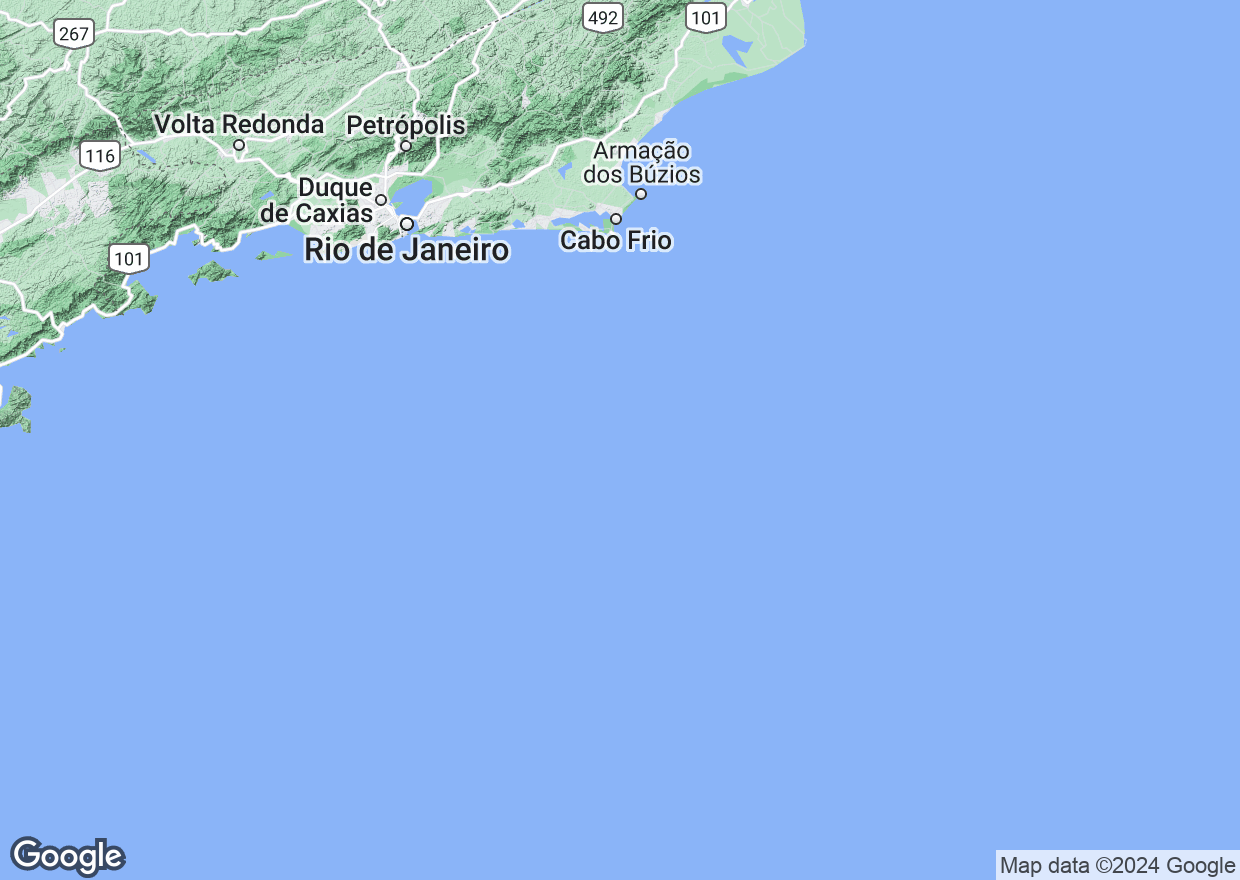 492
101
267
Volta Redonda
Petrópolis
116
Armação
dos Búzios
Duque
de Caxias
Cabo Frio
Rio de Janeiro
101
Google
Map data ©2024 Google